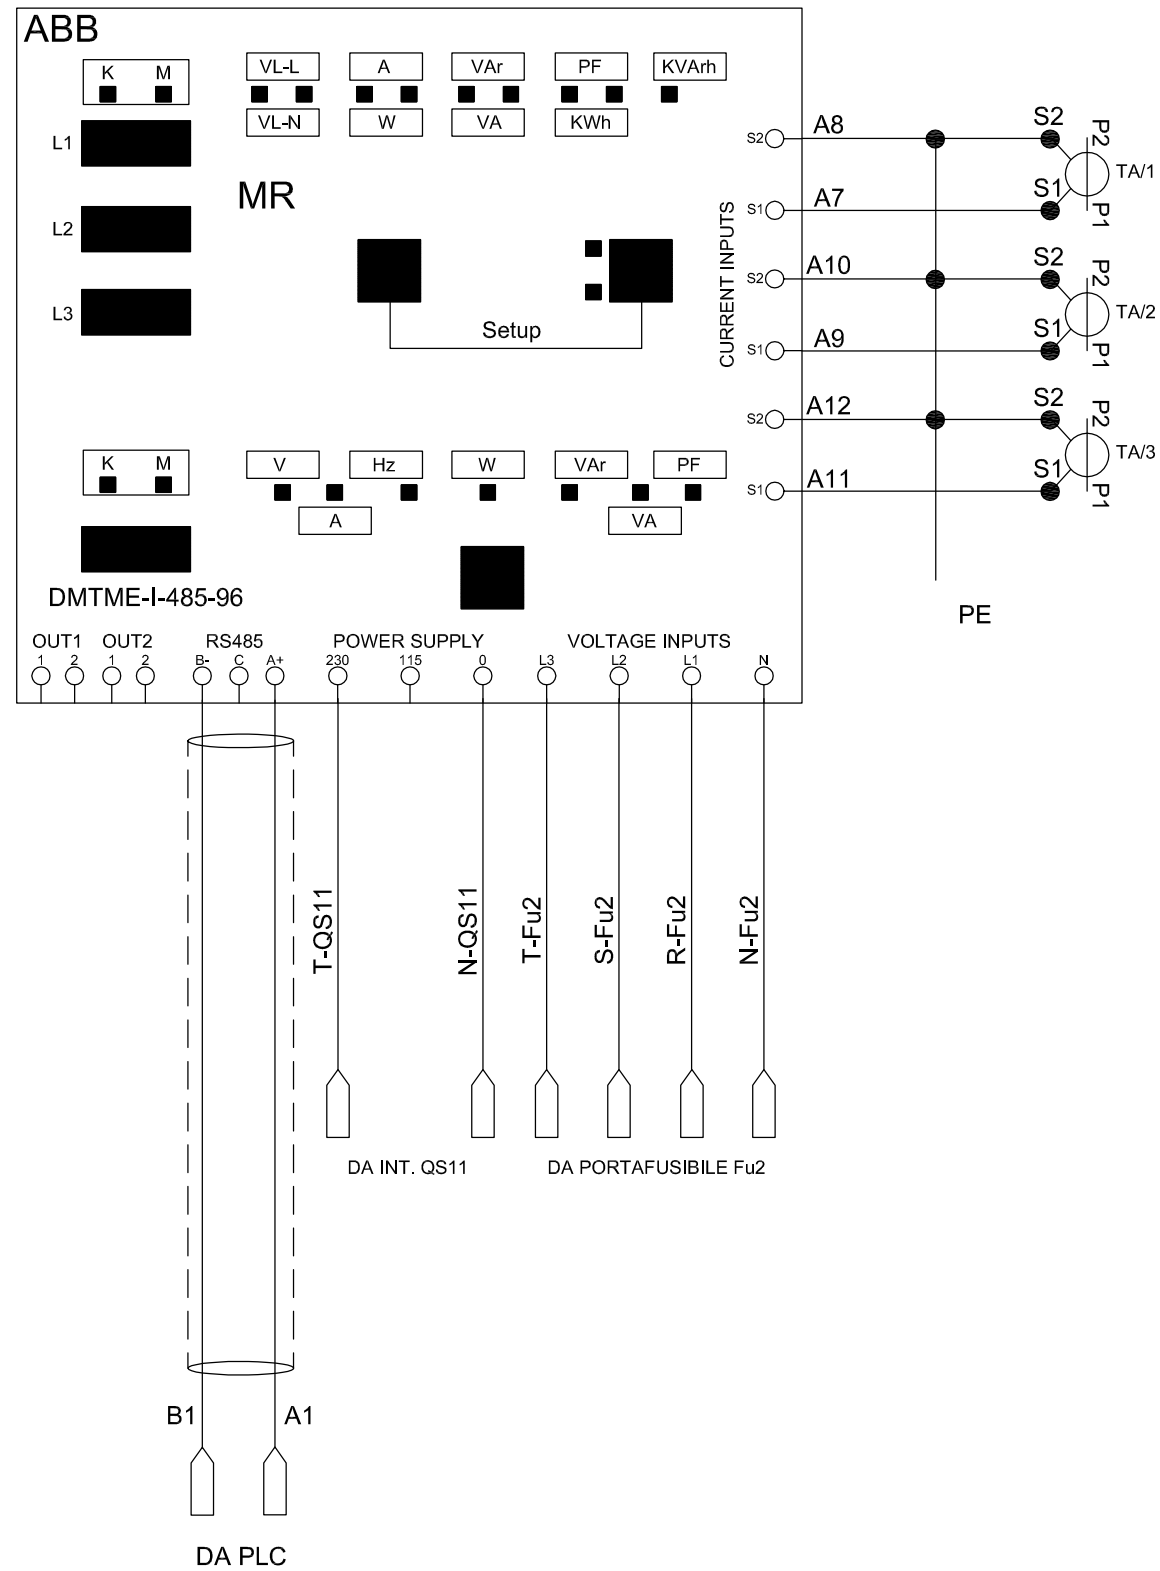 ABB
K M
VL-L A VAr PF KVArh
VL-N W VA KWh
L1
L2
L3
MR
Setup
CURRENT INPUTS
S2 A8 S2 P2
TA/1
S1 A7 S1 P1
S2 A10 S2 P2
TA/2
S1 A9 S1 P1
S2 A12 S2 P2
TA/3
S1 A11 S1 P1
K M
V Hz W VAr PF
A VA
DMTME-I-485-96
PE
OUT1 OUT2 RS485 POWER SUPPLY VOLTAGE INPUTS
1 2 1 2 B- C A+ 230 115 0 L3 L2 L1 N
T-QS11
N-QS11
T-Fu2
S-Fu2
R-Fu2
N-Fu2
DA INT. QS11 DA PORTAFUSIBILE Fu2
B1 A1
DA PLC